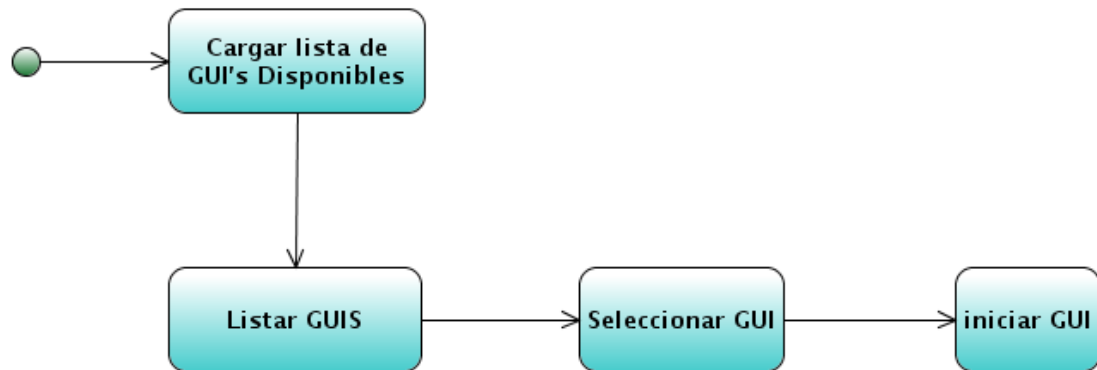 Cargar lista de
GUI's Disponibles
Listar GUIS
Seleccionar GUI
iniciar GUI